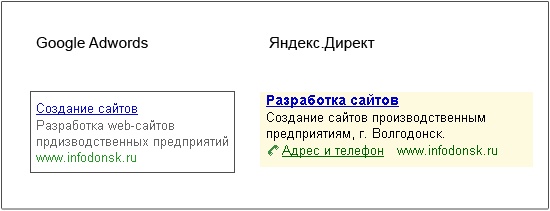 Google Adwords
Яндекс.Директ
Создание сайтов
Разработка web-сайтов
прдизводственных предприятий
www.infodonsk.ru
Разработка сайтов
Создание сайтов производственным
предприятиям, г. Волгодонск.
Адрес и телефон www.infodonsk.ru